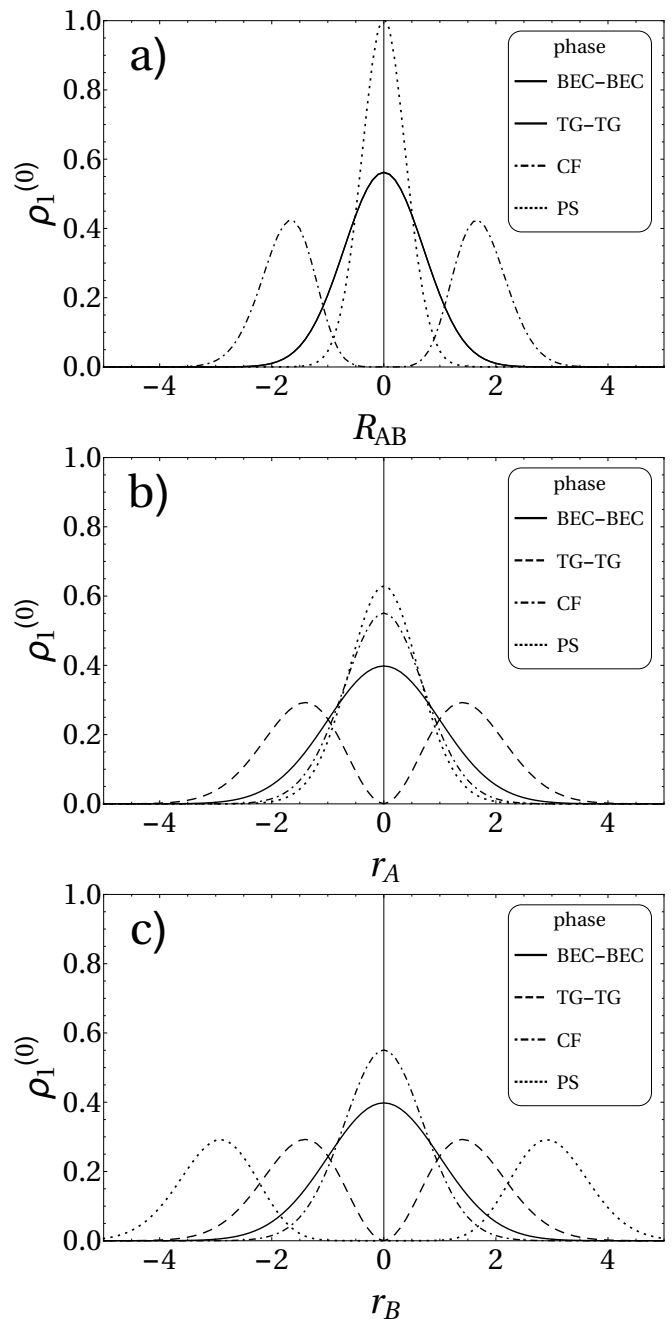 a)
phase
BEC–BEC
TG–TG
CF
PS
ρ₁⁽⁰⁾
1.0
0.8
0.6
0.4
0.2
0.0
−4 −2 0 2 4
R_AB
b)
phase
BEC–BEC
TG–TG
CF
PS
ρ₁⁽⁰⁾
1.0
0.8
0.6
0.4
0.2
0.0
−4 −2 0 2 4
r_A
c)
phase
BEC–BEC
TG–TG
CF
PS
ρ₁⁽⁰⁾
1.0
0.8
0.6
0.4
0.2
0.0
−4 −2 0 2 4
r_B